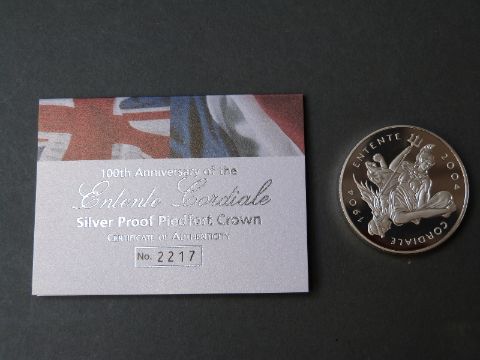 100th Anniversary of the
Entente Cordiale
Silver Proof Piedfort Crown
Certificate of Authenticity
No. 2217
1904 ENTENTE 2004
CORDIALE